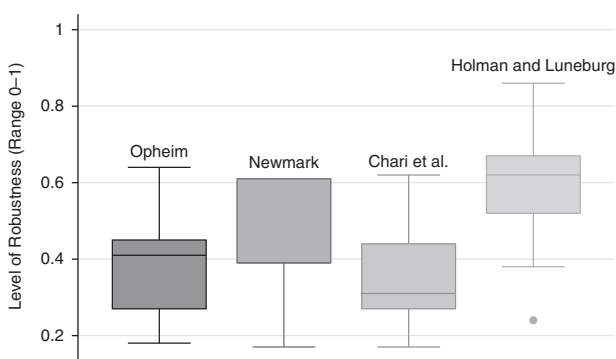 Level of Robustness (Range 0–1)
1
0.8
0.6
0.4
0.2
Opheim
Newmark
Chari et al.
Holman and Luneburg